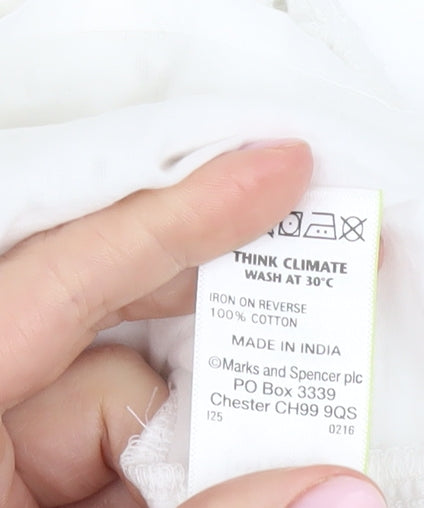 THINK CLIMATE
WASH AT 30°C
IRON ON REVERSE
100% COTTON
MADE IN INDIA
©Marks and Spencer plc
PO Box 3339
Chester CH99 9QS
I25 0216